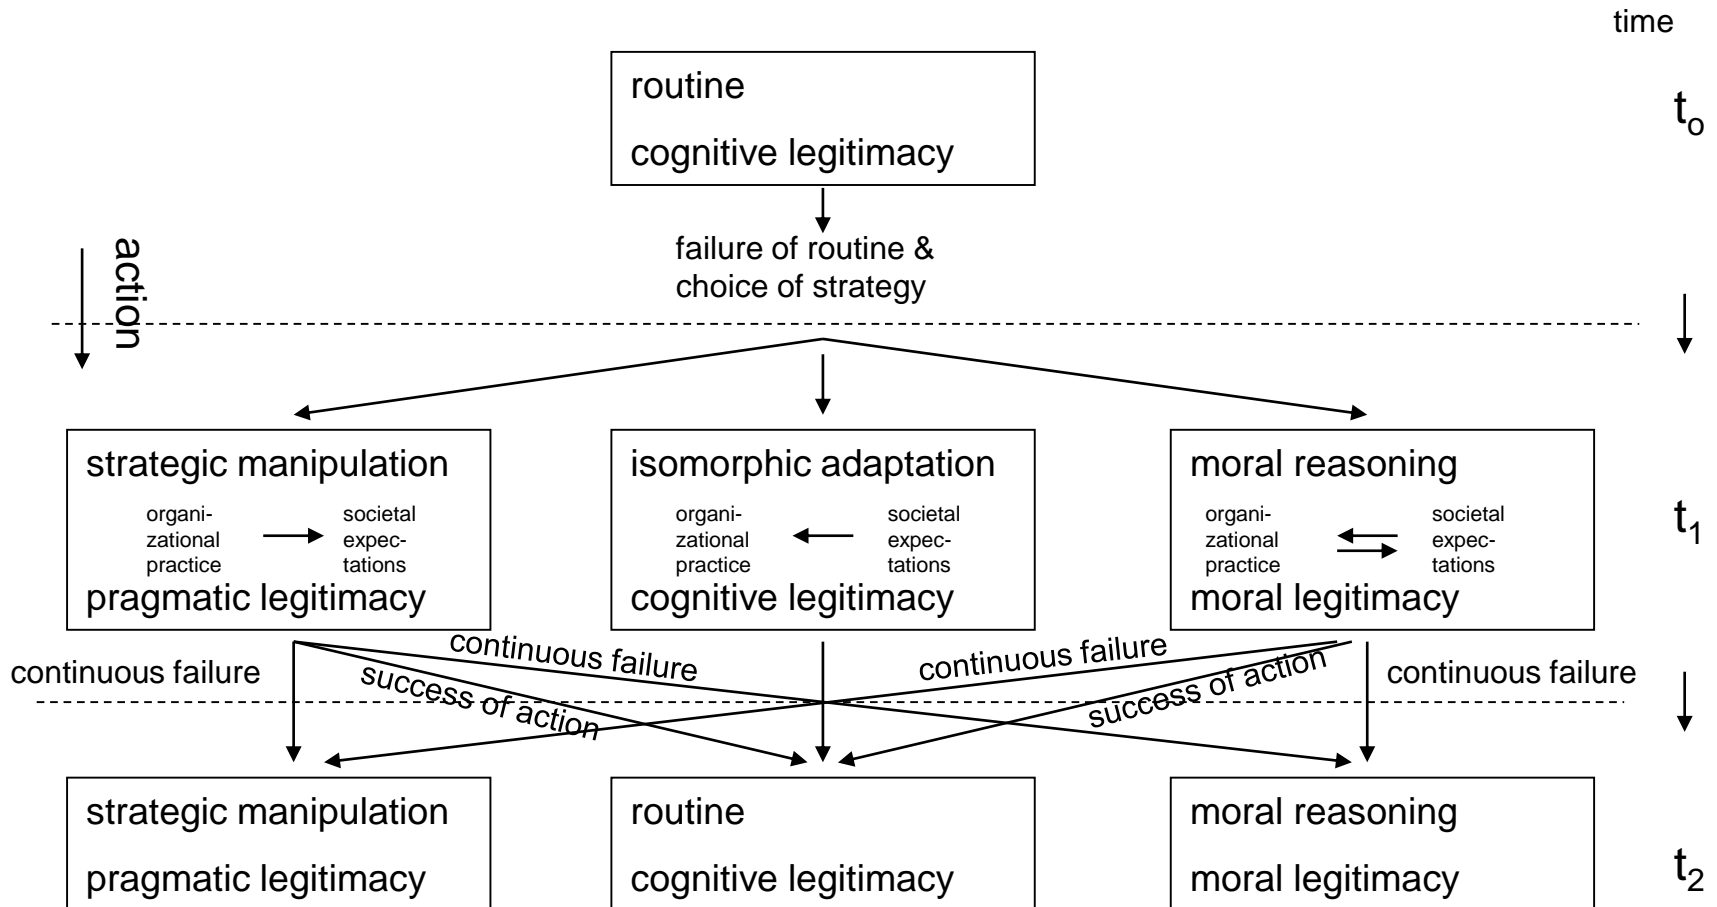 time
routine
cognitive legitimacy
t₀
failure of routine &
choice of strategy
action
strategic manipulation
organi-
zational
practice
societal
expec-
tations
pragmatic legitimacy
isomorphic adaptation
organi-
zational
practice
societal
expec-
tations
cognitive legitimacy
moral reasoning
organi-
zational
practice
societal
expec-
tations
moral legitimacy
t₁
continuous failure
success of action
continuous failure
continuous failure
success of action
continuous failure
strategic manipulation
pragmatic legitimacy
routine
cognitive legitimacy
moral reasoning
moral legitimacy
t₂